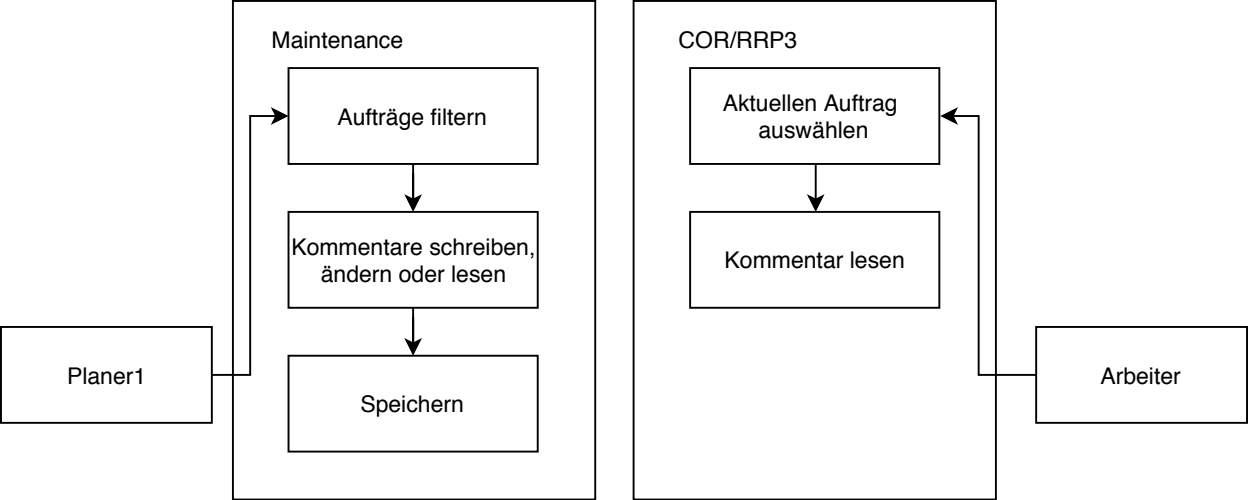 Maintenance
Aufträge filtern
Kommentare schreiben,
ändern oder lesen
Speichern
Planer1
COR/RRP3
Aktuellen Auftrag
auswählen
Kommentar lesen
Arbeiter